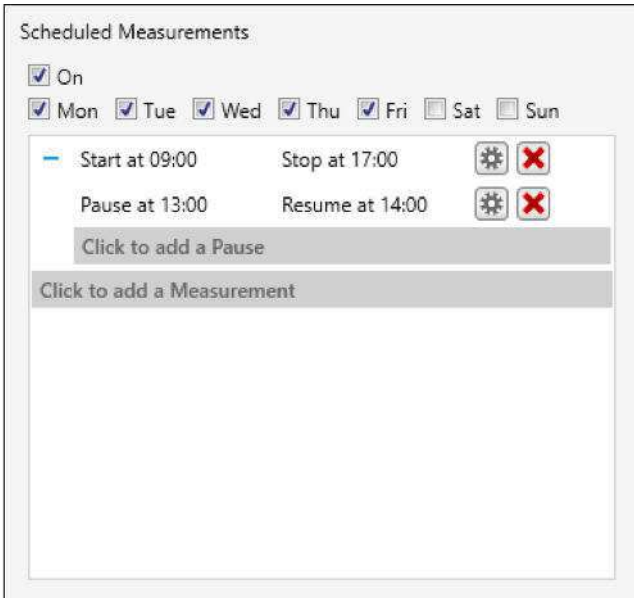 Scheduled Measurements
On
Mon Tue Wed Thu Fri Sat Sun
Start at 09:00 Stop at 17:00
Pause at 13:00 Resume at 14:00
Click to add a Pause
Click to add a Measurement